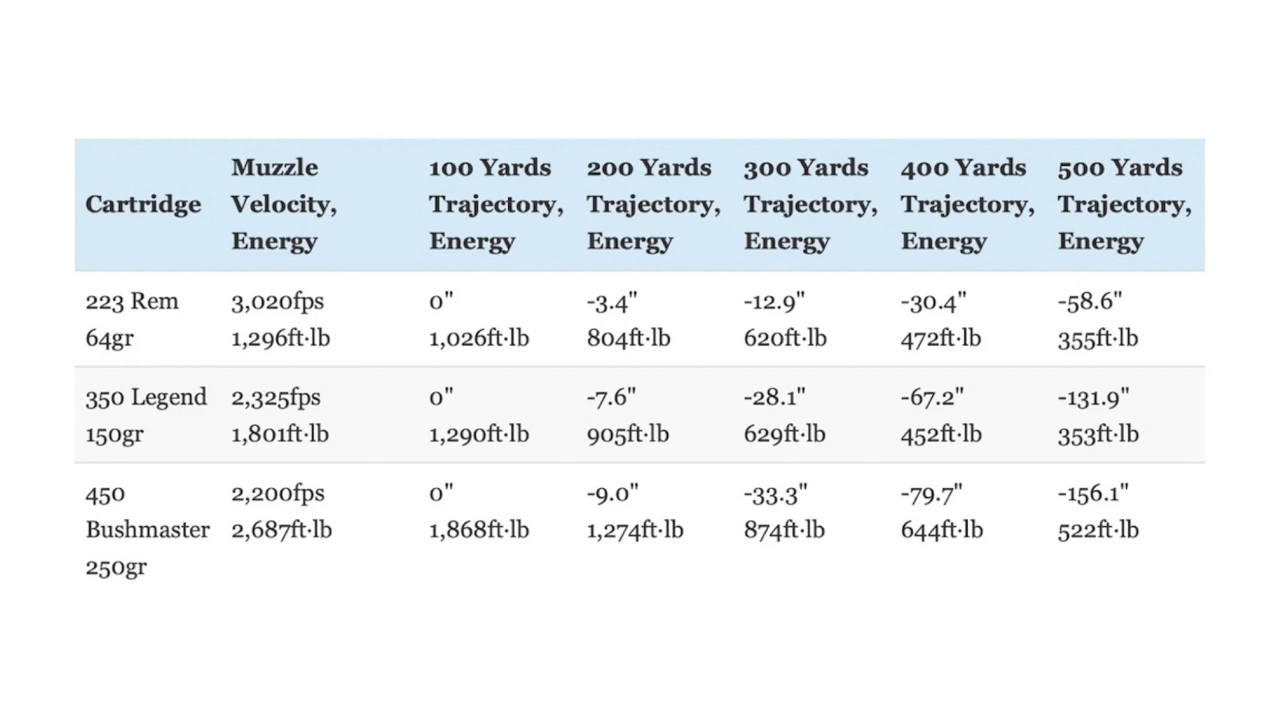 Cartridge
Muzzle
Velocity,
Energy
100 Yards
Trajectory,
Energy
200 Yards
Trajectory,
Energy
300 Yards
Trajectory,
Energy
400 Yards
Trajectory,
Energy
500 Yards
Trajectory,
Energy
223 Rem
64gr
3,020fps
1,296ft·lb
0"
1,026ft·lb
-3.4"
804ft·lb
-12.9"
620ft·lb
-30.4"
472ft·lb
-58.6"
355ft·lb
350 Legend
150gr
2,325fps
1,801ft·lb
0"
1,290ft·lb
-7.6"
905ft·lb
-28.1"
629ft·lb
-67.2"
452ft·lb
-131.9"
353ft·lb
450
Bushmaster
250gr
2,200fps
2,687ft·lb
0"
1,868ft·lb
-9.0"
1,274ft·lb
-33.3"
874ft·lb
-79.7"
644ft·lb
-156.1"
522ft·lb